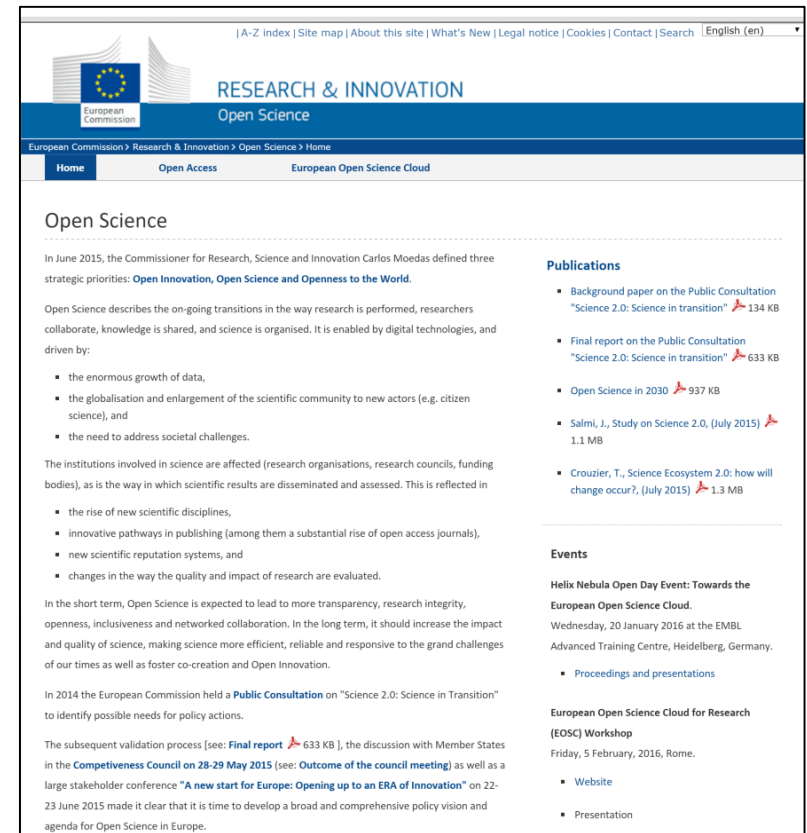 |A-Z index|Site map|About this site|What's New|Legal notice|Cookies|Contact|Search English (en)
European
Commission
RESEARCH & INNOVATION
Open Science
European Commission > Research & Innovation > Open Science > Home
Home Open Access European Open Science Cloud
Open Science
In June 2015, the Commissioner for Research, Science and Innovation Carlos Moedas defined three
strategic priorities: Open Innovation, Open Science and Openness to the World.
Open Science describes the on-going transitions in the way research is performed, researchers
collaborate, knowledge is shared, and science is organised. It is enabled by digital technologies, and
driven by:
▪ the enormous growth of data,
▪ the globalisation and enlargement of the scientific community to new actors (e.g. citizen
science), and
▪ the need to address societal challenges.
The institutions involved in science are affected (research organisations, research councils, funding
bodies), as is the way in which scientific results are disseminated and assessed. This is reflected in
▪ the rise of new scientific disciplines,
▪ innovative pathways in publishing (among them a substantial rise of open access journals),
▪ new scientific reputation systems, and
▪ changes in the way the quality and impact of research are evaluated.
In the short term, Open Science is expected to lead to more transparency, research integrity,
openness, inclusiveness and networked collaboration. In the long term, it should increase the impact
and quality of science, making science more efficient, reliable and responsive to the grand challenges
of our times as well as foster co-creation and Open Innovation.
In 2014 the European Commission held a Public Consultation on "Science 2.0: Science in Transition"
to identify possible needs for policy actions.
The subsequent validation process [see: Final report 633 KB ], the discussion with Member States
in the Competiveness Council on 28-29 May 2015 (see: Outcome of the council meeting) as well as a
large stakeholder conference "A new start for Europe: Opening up to an ERA of Innovation" on 22-
23 June 2015 made it clear that it is time to develop a broad and comprehensive policy vision and
agenda for Open Science in Europe.
Publications
▪ Background paper on the Public Consultation
"Science 2.0: Science in transition" 134 KB
▪ Final report on the Public Consultation
"Science 2.0: Science in transition" 633 KB
▪ Open Science in 2030 937 KB
▪ Salmi, J., Study on Science 2.0, (July 2015)
1.1 MB
▪ Crouzier, T., Science Ecosystem 2.0: how will
change occur?, (July 2015) 1.3 MB
Events
Helix Nebula Open Day Event: Towards the
European Open Science Cloud.
Wednesday, 20 January 2016 at the EMBL
Advanced Training Centre, Heidelberg, Germany.
▪ Proceedings and presentations
European Open Science Cloud for Research
(EOSC) Workshop
Friday, 5 February, 2016, Rome.
▪ Website
▪ Presentation